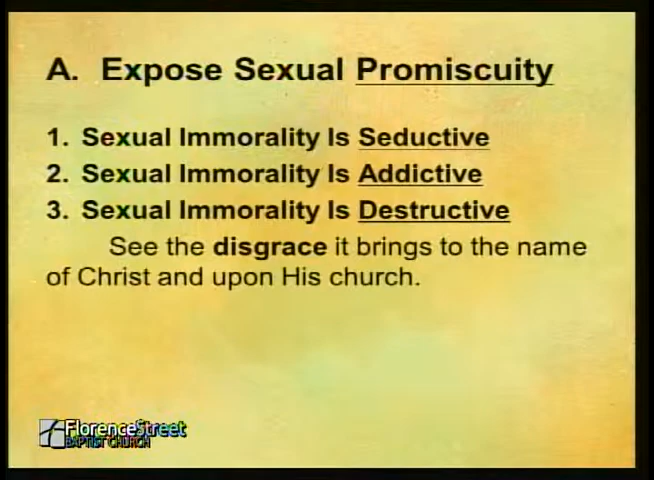 A. Expose Sexual Promiscuity
1. Sexual Immorality Is Seductive
2. Sexual Immorality Is Addictive
3. Sexual Immorality Is Destructive
See the disgrace it brings to the name
of Christ and upon His church.
FlorenceStreet
BAPTIST CHURCH